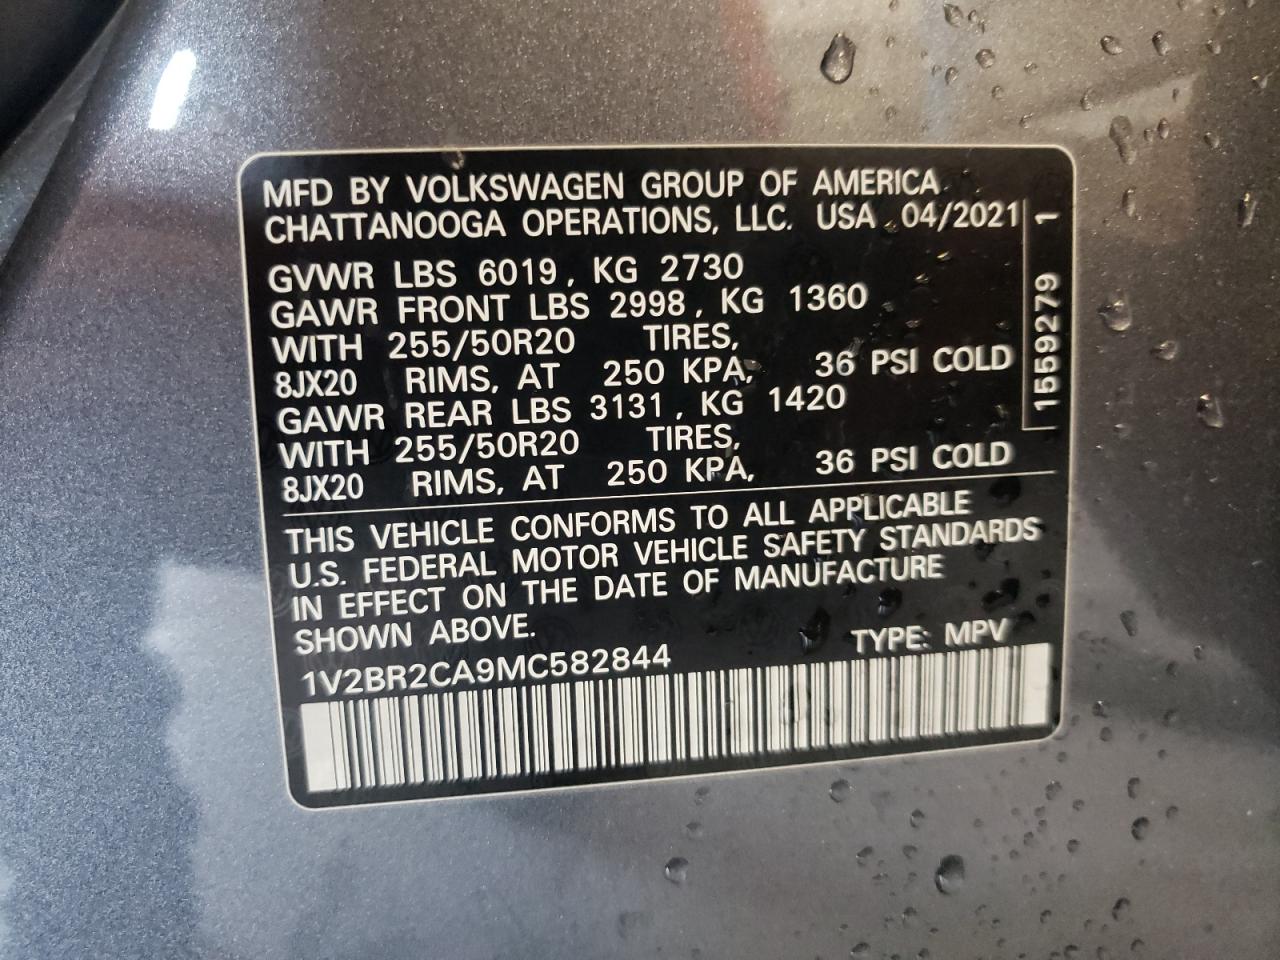 MFD BY VOLKSWAGEN GROUP OF AMERICA
CHATTANOOGA OPERATIONS, LLC. USA 04/2021
GVWR LBS 6019, KG 2730
GAWR FRONT LBS 2998, KG 1360
WITH 255/50R20 TIRES,
8JX20 RIMS, AT 250 KPA, 36 PSI COLD
GAWR REAR LBS 3131, KG 1420
WITH 255/50R20 TIRES,
8JX20 RIMS, AT 250 KPA, 36 PSI COLD
1559279 1
THIS VEHICLE CONFORMS TO ALL APPLICABLE
U.S. FEDERAL MOTOR VEHICLE SAFETY STANDARDS
IN EFFECT ON THE DATE OF MANUFACTURE
SHOWN ABOVE.
TYPE: MPV
1V2BR2CA9MC582844